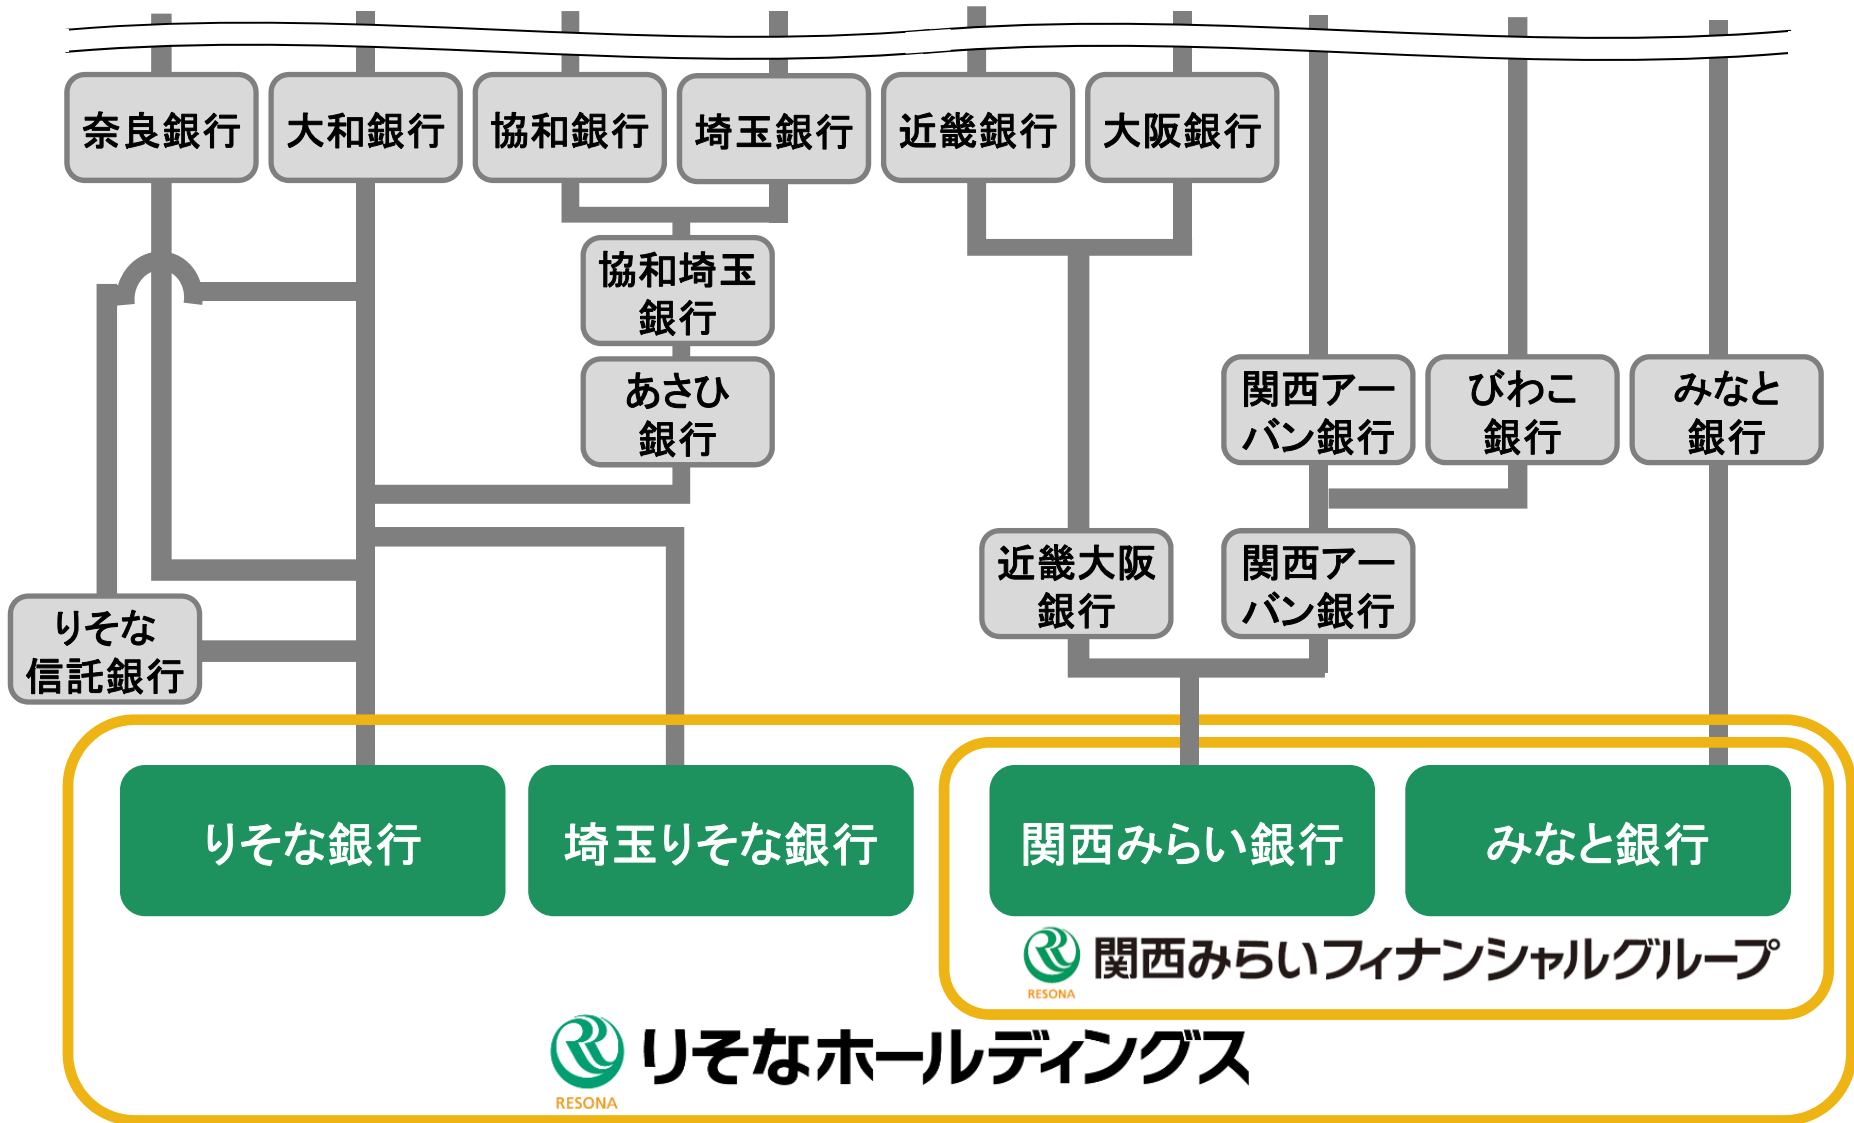 奈良銀行
大和銀行
協和銀行
埼玉銀行
近畿銀行
大阪銀行
協和埼玉
銀行
あさひ
銀行
関西アー
バン銀行
びわこ
銀行
みなと
銀行
近畿大阪
銀行
関西アー
バン銀行
りそな
信託銀行
りそな銀行
埼玉りそな銀行
関西みらい銀行
みなと銀行
RESONA
関西みらいフィナンシャルグループ
RESONA
りそなホールディングス